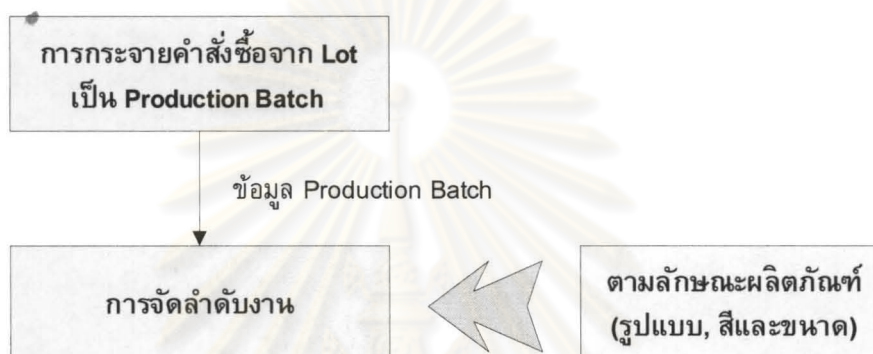 การกระจายคำสั่งซื้อจาก Lot
เป็น Production Batch
ข้อมูล Production Batch
การจัดลำดับงาน
ตามลักษณะผลิตภัณฑ์
(รูปแบบ, สีและขนาด)